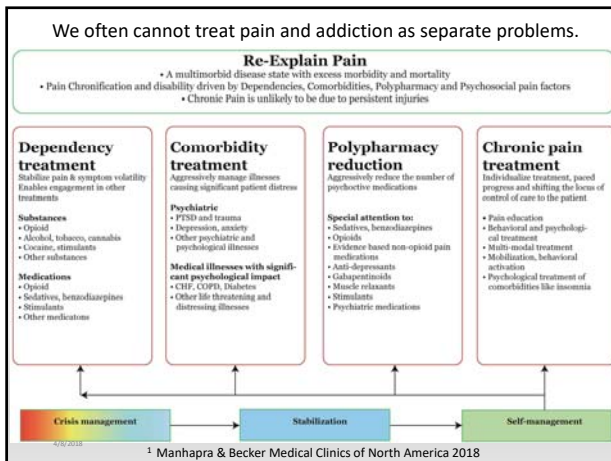 We often cannot treat pain and addiction as separate problems.
Re-Explain Pain
• A multimorbid disease state with excess morbidity and mortality
• Pain Chronification and disability driven by Dependencies, Comorbidities, Polypharmacy and Psychosocial pain factors
• Chronic Pain is unlikely to be due to persistent injuries
Dependency
treatment
Stabilize pain & symptom volatility
Enables engagement in other
treatments
Substances
• Opioid
• Alcohol, tobacco, cannabis
• Cocaine, stimulants
• Other substances
Medications
• Opioid
• Sedatives, benzodiazepines
• Stimulants
• Other medicatons
Comorbidity
treatment
Aggressively manage illnesses
causing significant patient distress
Psychiatric
• PTSD and trauma
• Depression, anxiety
• Other psychiatric and
psychological illnesses
Medical illnesses with signifi-
cant psychological impact
• CHF, COPD, Diabetes
• Other life threatening and
distressing illnesses
Polypharmacy
reduction
Aggressively reduce the number of
psychoctive medications
Special attention to:
• Sedatives, benzodiazepines
• Opioids
• Evidence based non-opioid pain
medications
• Anti-depressants
• Gabapentinoids
• Muscle relaxants
• Stimulants
• Psychiatric medications
Chronic pain
treatment
Individualize treatment, paced
progress and shifting the locus of
control of care to the patient
• Pain education
• Behavioral and psychologi-
cal treatment
• Multi-modal treatment
• Mobilization, behavioral
activation
• Psychological treatment of
comorbidities like insomnia
Crisis management
Stabilization
Self-management
4/8/2018
1 Manhapra & Becker Medical Clinics of North America 2018